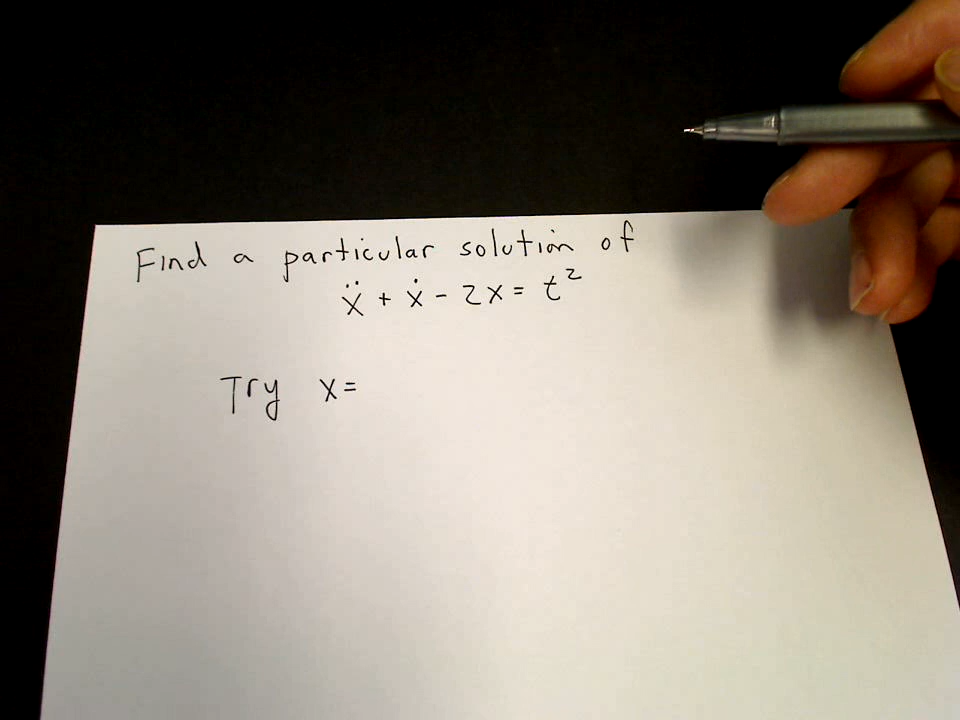 Find a particular solution of
ẍ + ẋ - 2x = t²
Try x=